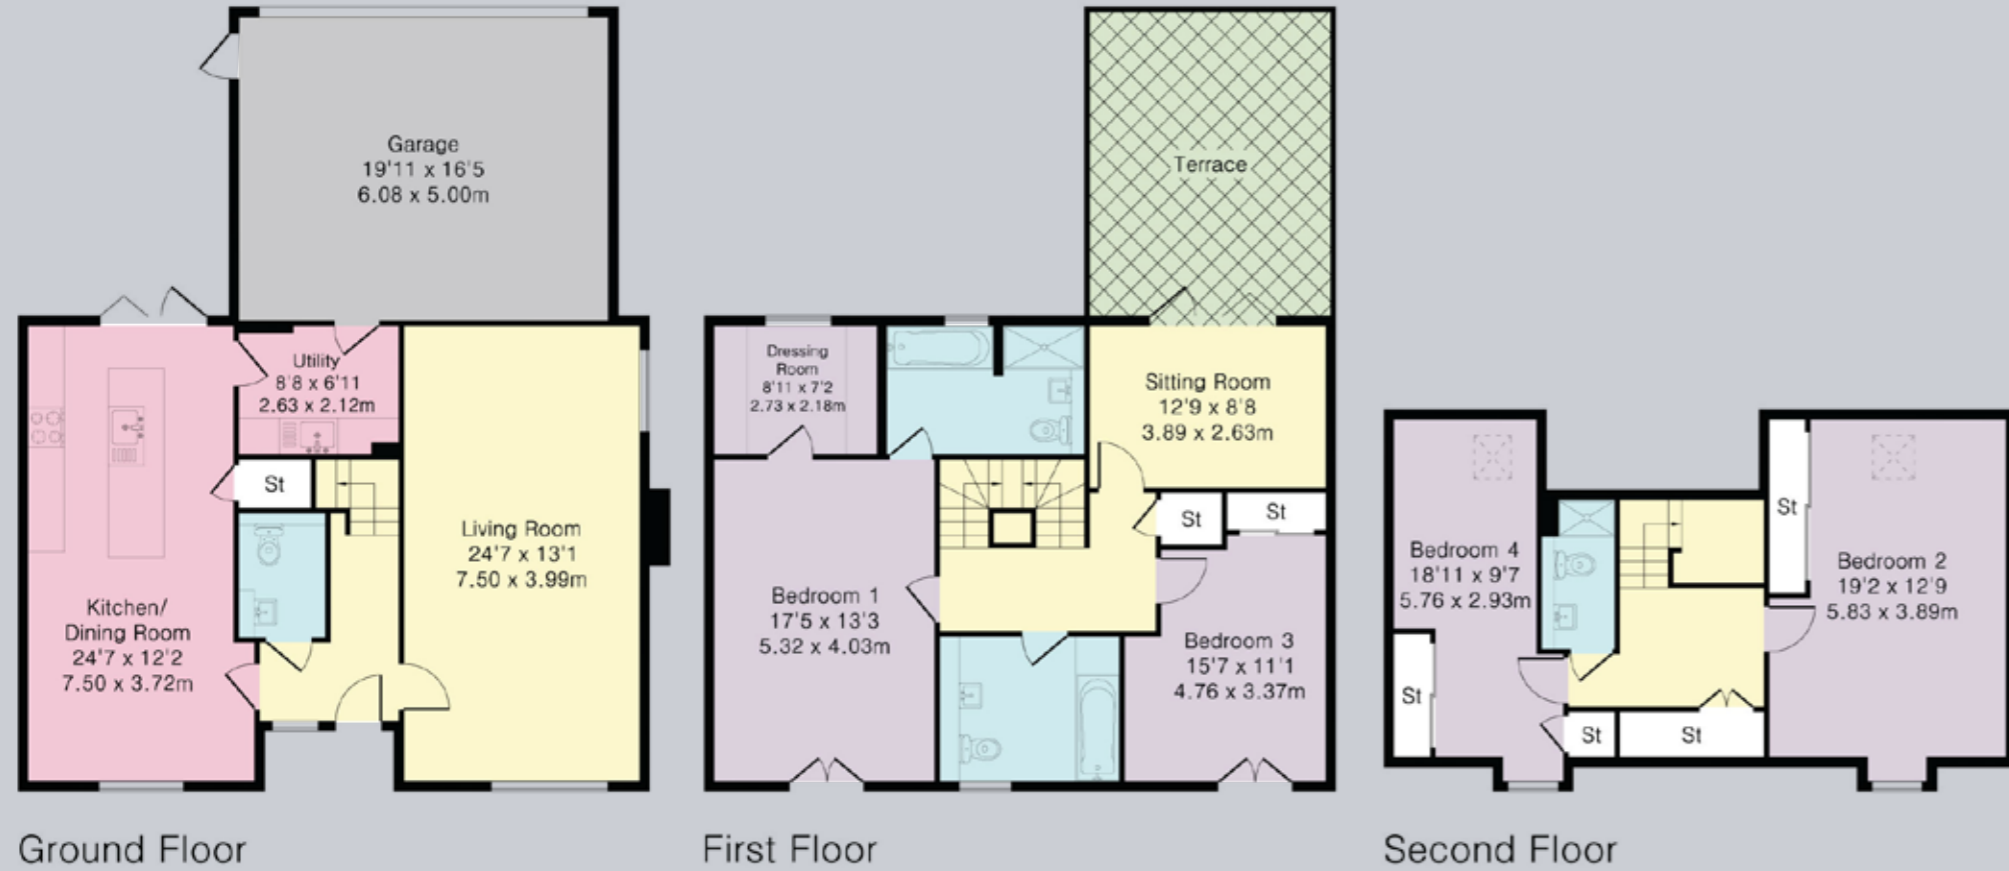 Garage
19'11 x 16'5
6.08 x 5.00m
Utility
8'8 x 6'11
2.63 x 2.12m
St
Living Room
24'7 x 13'1
7.50 x 3.99m
Kitchen/
Dining Room
24'7 x 12'2
7.50 x 3.72m
Ground Floor
Terrace
Dressing
Room
8'11 x 7'2
2.73 x 2.18m
Sitting Room
12'9 x 8'8
3.89 x 2.63m
St
St
Bedroom 1
17'5 x 13'3
5.32 x 4.03m
Bedroom 3
15'7 x 11'1
4.76 x 3.37m
First Floor
St
Bedroom 4
18'11 x 9'7
5.76 x 2.93m
Bedroom 2
19'2 x 12'9
5.83 x 3.89m
St
St
St
Second Floor